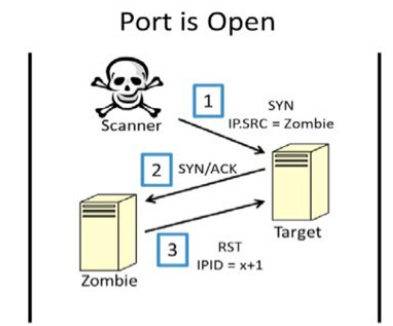 Port is Open
1
SYN
IP.SRC = Zombie
Scanner
2
SYN/ACK
Target
3
RST
IPID = x+1
Zombie